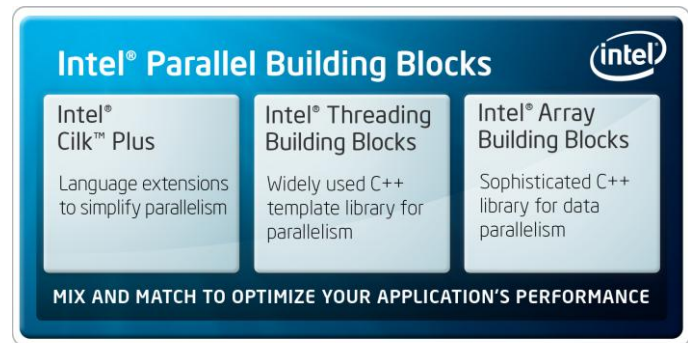 Intel® Parallel Building Blocks
intel®
Intel®
Cilk™ Plus
Language extensions
to simplify parallelism
Intel® Threading
Building Blocks
Widely used C++
template library for
parallelism
Intel® Array
Building Blocks
Sophisticated C++
library for data
parallelism
MIX AND MATCH TO OPTIMIZE YOUR APPLICATION'S PERFORMANCE